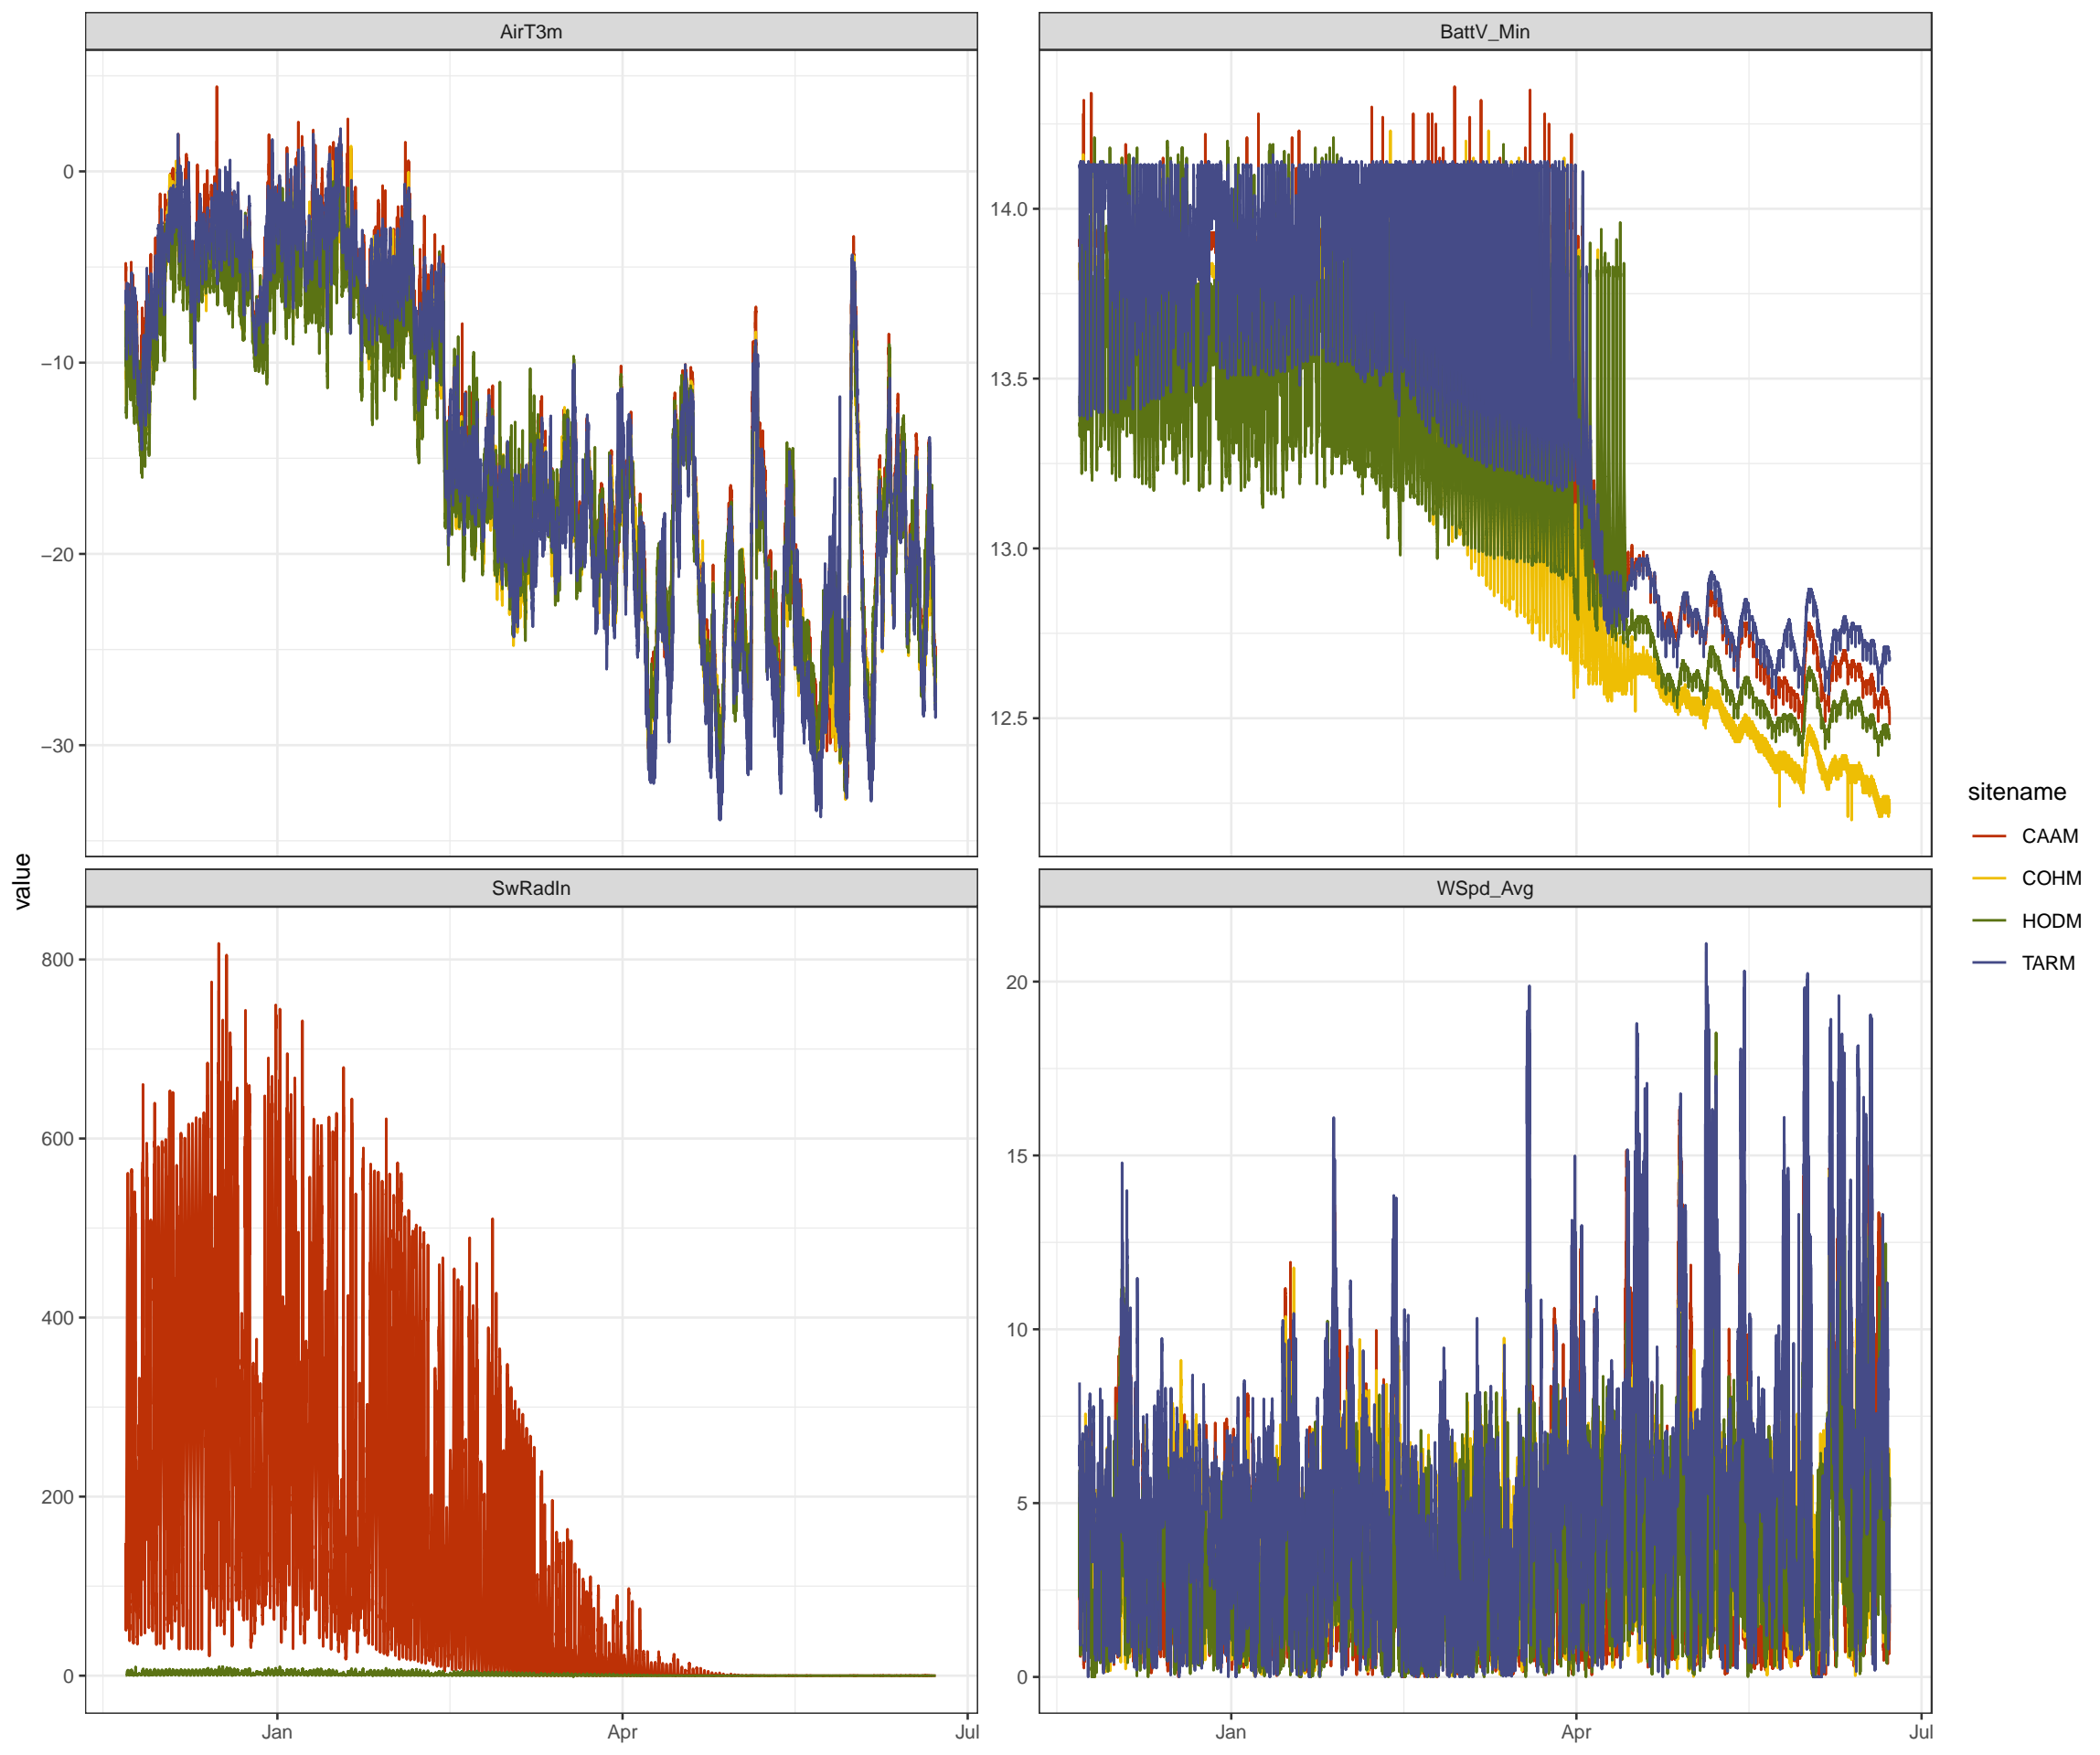 AirT3m
BattV_Min
0
−10
−20
−30
14.0
13.5
13.0
12.5
value
SwRadIn
WSpd_Avg
800
600
400
200
0
20
15
10
5
0
Jan
Apr
Jul
Jan
Apr
Jul
sitename
CAAM
COHM
HODM
TARM